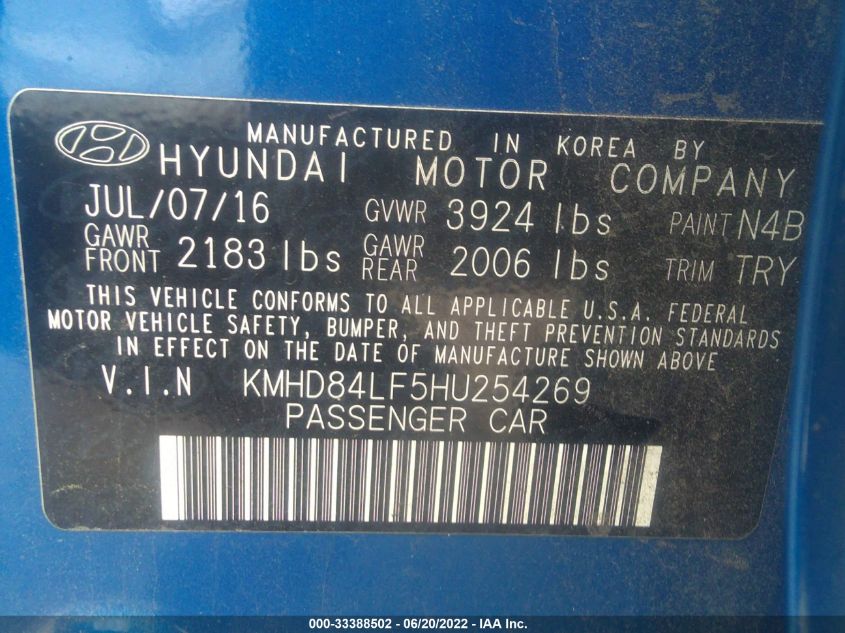 MANUFACTURED IN KOREA BY
HYUNDAI MOTOR COMPANY
JUL/07/16 GVWR 3924 lbs PAINT N4B
GAWR FRONT 2183 lbs GAWR REAR 2006 lbs TRIM TRY
THIS VEHICLE CONFORMS TO ALL APPLICABLE U.S.A. FEDERAL
MOTOR VEHICLE SAFETY, BUMPER, AND THEFT PREVENTION STANDARDS
IN EFFECT ON THE DATE OF MANUFACTURE SHOWN ABOVE
V.I.N KMHD84LF5HU254269
PASSENGER CAR
000-33388502 - 06/20/2022 - IAA Inc.